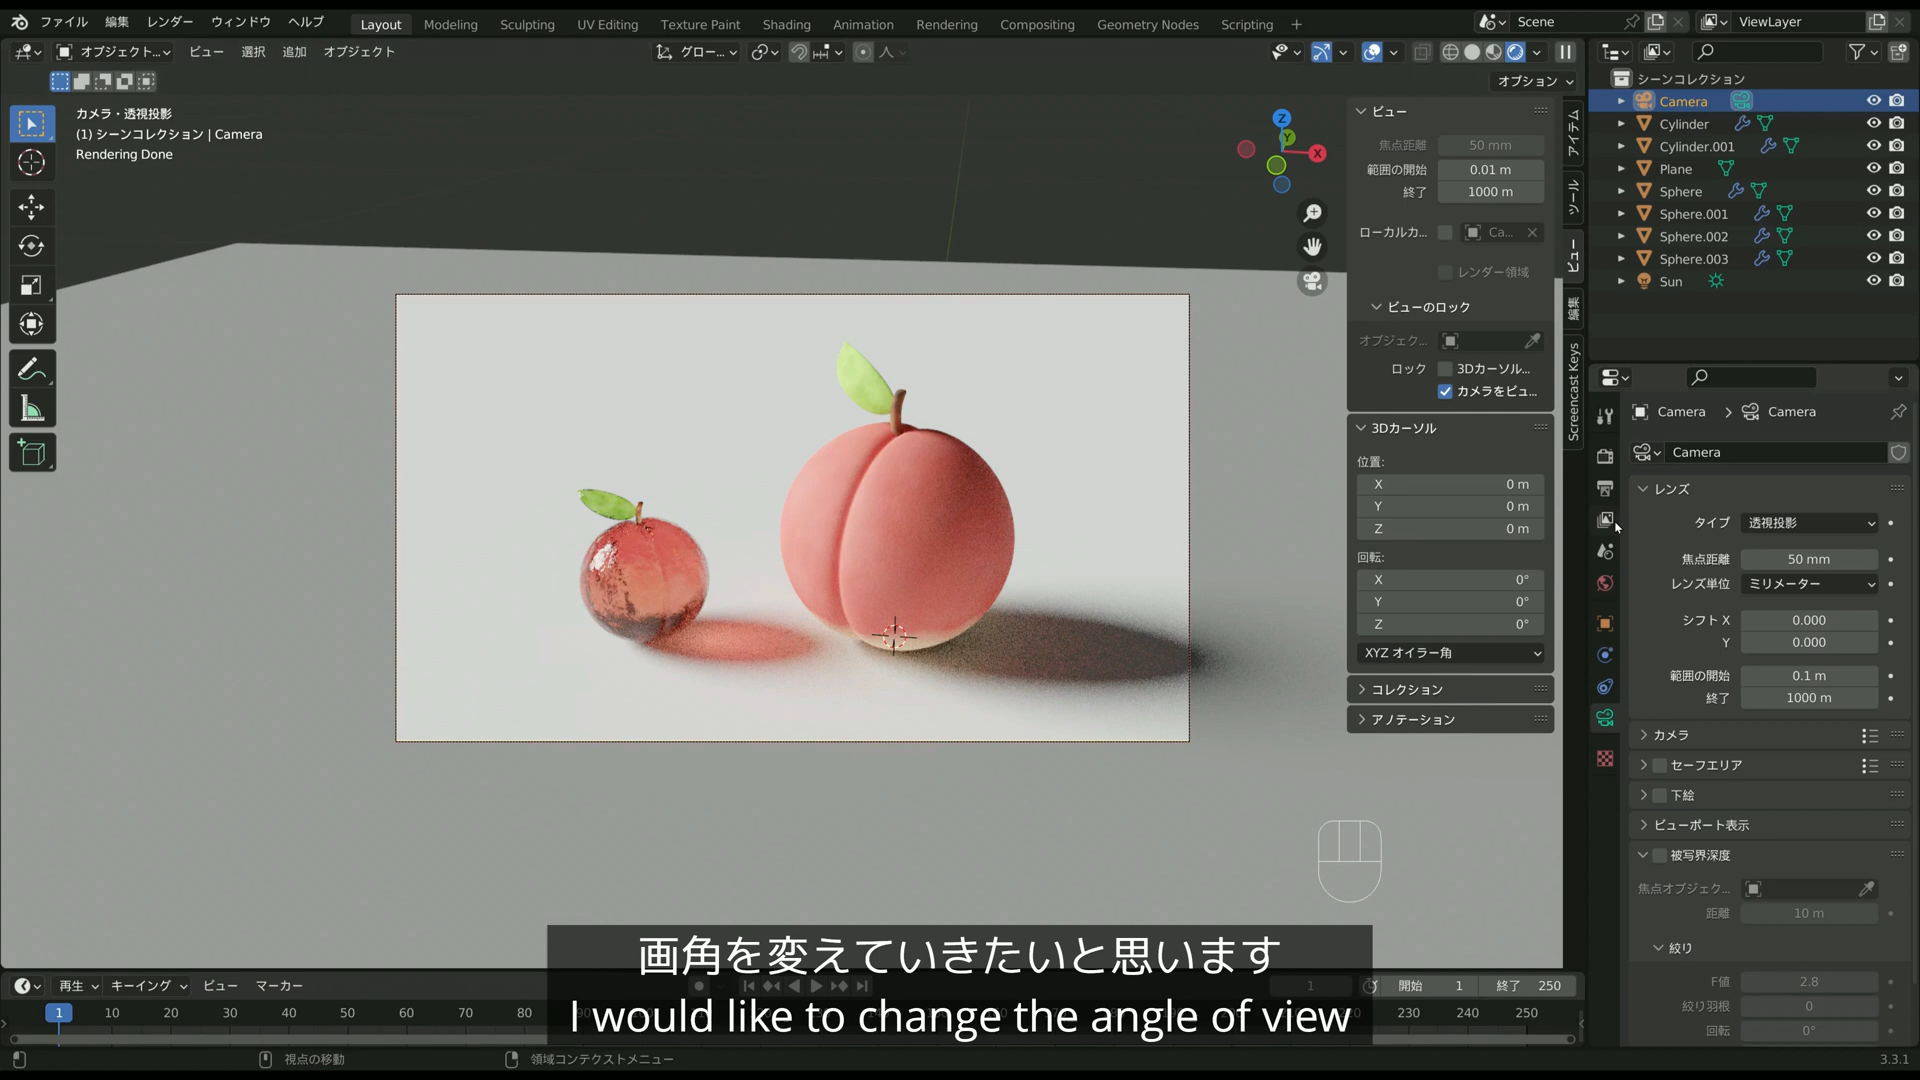 ファイル 編集 レンダー ウィンドウ ヘルプ Layout Modeling Sculpting UV Editing Texture Paint Shading Animation Rendering Compositing Geometry Nodes Scripting + Scene ViewLayer
オブジェクト... ビュー 選択 追加 オブジェクト グロー...
オプション
カメラ・透視投影
(1) シーンコレクション | Camera
Rendering Done
Z
Y
X
ビュー
焦点距離 50 mm
範囲の開始 0.01 m
終了 1000 m
ローカルカ... Ca...
レンダー領域
ビューのロック
オブジェク...
ロック 3Dカーソル...
カメラをビュ...
3Dカーソル
位置:
X 0 m
Y 0 m
Z 0 m
回転:
X 0°
Y 0°
Z 0°
XYZ オイラー角
コレクション
アノテーション
アイテム
ツール
ビュー
編集
Screencast Keys
シーンコレクション
Camera
Cylinder
Cylinder.001
Plane
Sphere
Sphere.001
Sphere.002
Sphere.003
Sun
Camera > Camera
Camera
レンズ
タイプ 透視投影
焦点距離 50 mm
レンズ単位 ミリメーター
シフト X 0.000
Y 0.000
範囲の開始 0.1 m
終了 1000 m
カメラ
セーフエリア
下絵
ビューポート表示
被写界深度
焦点オブジェク...
距離 10 m
絞り
F値 2.8
絞り羽根 0
回転 0°
画角を変えていきたいと思います
I would like to change the angle of view
再生 キーイング ビュー マーカー 1 開始 1 終了 250
1 10 20 30 40 50 60 70 80 230 240 250
視点の移動 領域コンテクストメニュー 3.3.1